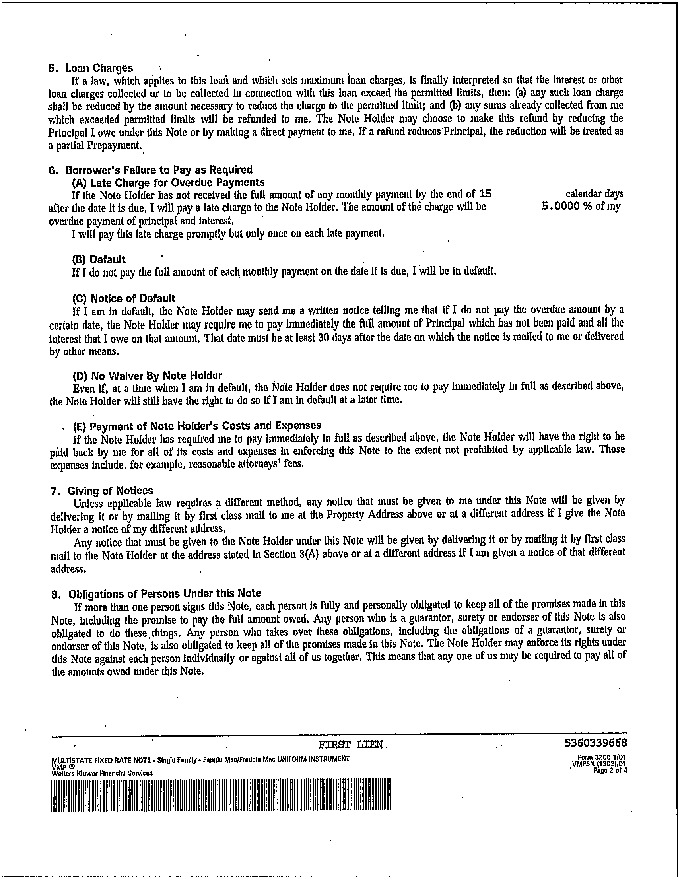 5. Loan Charges
If a law, which applies to this loan and which sets maximum loan charges, is finally interpreted so that the interest or other
loan charges collected or to be collected in connection with this loan exceed the permitted limits, then: (a) any such loan charge
shall be reduced by the amount necessary to reduce the charge to the permitted limit; and (b) any sums already collected from me
which exceeded permitted limits will be refunded to me. The Note Holder may choose to make this refund by reducing the
Principal I owe under this Note or by making a direct payment to me. If a refund reduces Principal, the reduction will be treated as
a partial Prepayment.
6. Borrower's Failure to Pay as Required
(A) Late Charge for Overdue Payments
If the Note Holder has not received the full amount of any monthly payment by the end of 15 calendar days
after the date it is due, I will pay a late charge to the Note Holder. The amount of the charge will be 5.0000 % of my
overdue payment of principal and interest.
I will pay this late charge promptly but only once on each late payment.
(B) Default
If I do not pay the full amount of each monthly payment on the date it is due, I will be in default.
(C) Notice of Default
If I am in default, the Note Holder may send me a written notice telling me that if I do not pay the overdue amount by a
certain date, the Note Holder may require me to pay immediately the full amount of Principal which has not been paid and all the
interest that I owe on that amount. That date must be at least 30 days after the date on which the notice is mailed to me or delivered
by other means.
(D) No Waiver By Note Holder
Even if, at a time when I am in default, the Note Holder does not require me to pay immediately in full as described above,
the Note Holder will still have the right to do so if I am in default at a later time.
(E) Payment of Note Holder's Costs and Expenses
If the Note Holder has required me to pay immediately in full as described above, the Note Holder will have the right to be
paid back by me for all of its costs and expenses in enforcing this Note to the extent not prohibited by applicable law. Those
expenses include, for example, reasonable attorneys' fees.
7. Giving of Notices
Unless applicable law requires a different method, any notice that must be given to me under this Note will be given by
delivering it or by mailing it by first class mail to me at the Property Address above or at a different address if I give the Note
Holder a notice of my different address.
Any notice that must be given to the Note Holder under this Note will be given by delivering it or by mailing it by first class
mail to the Note Holder at the address stated in Section 3(A) above or at a different address if I am given a notice of that different
address.
8. Obligations of Persons Under this Note
If more than one person signs this Note, each person is fully and personally obligated to keep all of the promises made in this
Note, including the promise to pay the full amount owed. Any person who is a guarantor, surety or endorser of this Note is also
obligated to do these things. Any person who takes over these obligations, including the obligations of a guarantor, surety or
endorser of this Note, is also obligated to keep all of the promises made in this Note. The Note Holder may enforce its rights under
this Note against each person individually or against all of us together. This means that any one of us may be required to pay all of
the amounts owed under this Note.
FIRST LIEN 5360339668
MULTISTATE FIXED RATE NOTE - Single Family - Fannie Mae/Freddie Mac UNIFORM INSTRUMENT Form 3200 1/01
VMP ® VMP5N (1302).01
Wolters Kluwer Financial Services Page 2 of 4